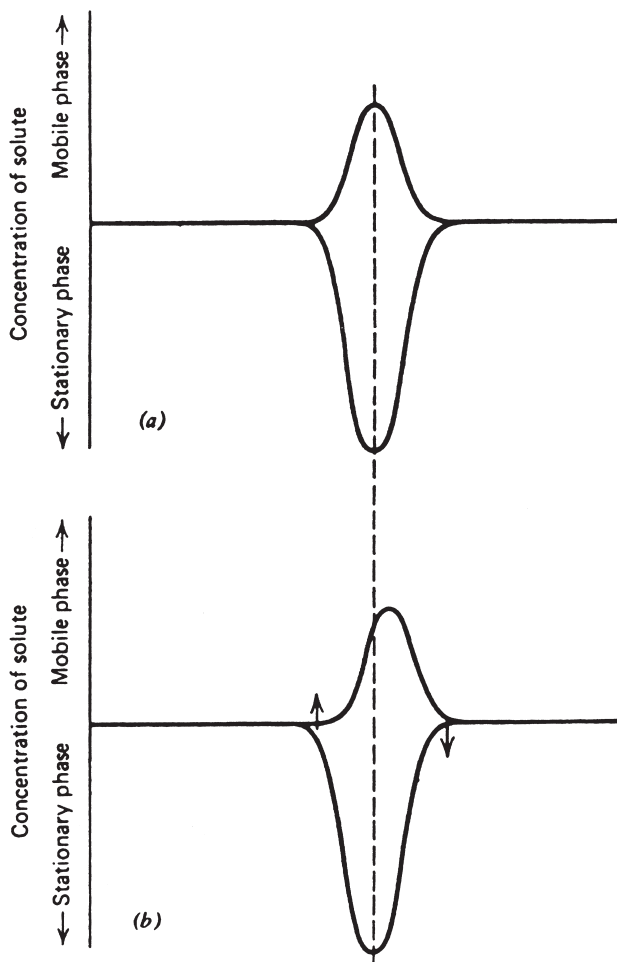 Concentration of solute
← Stationary phase Mobile phase →
(a)
Concentration of solute
← Stationary phase Mobile phase →
(b)